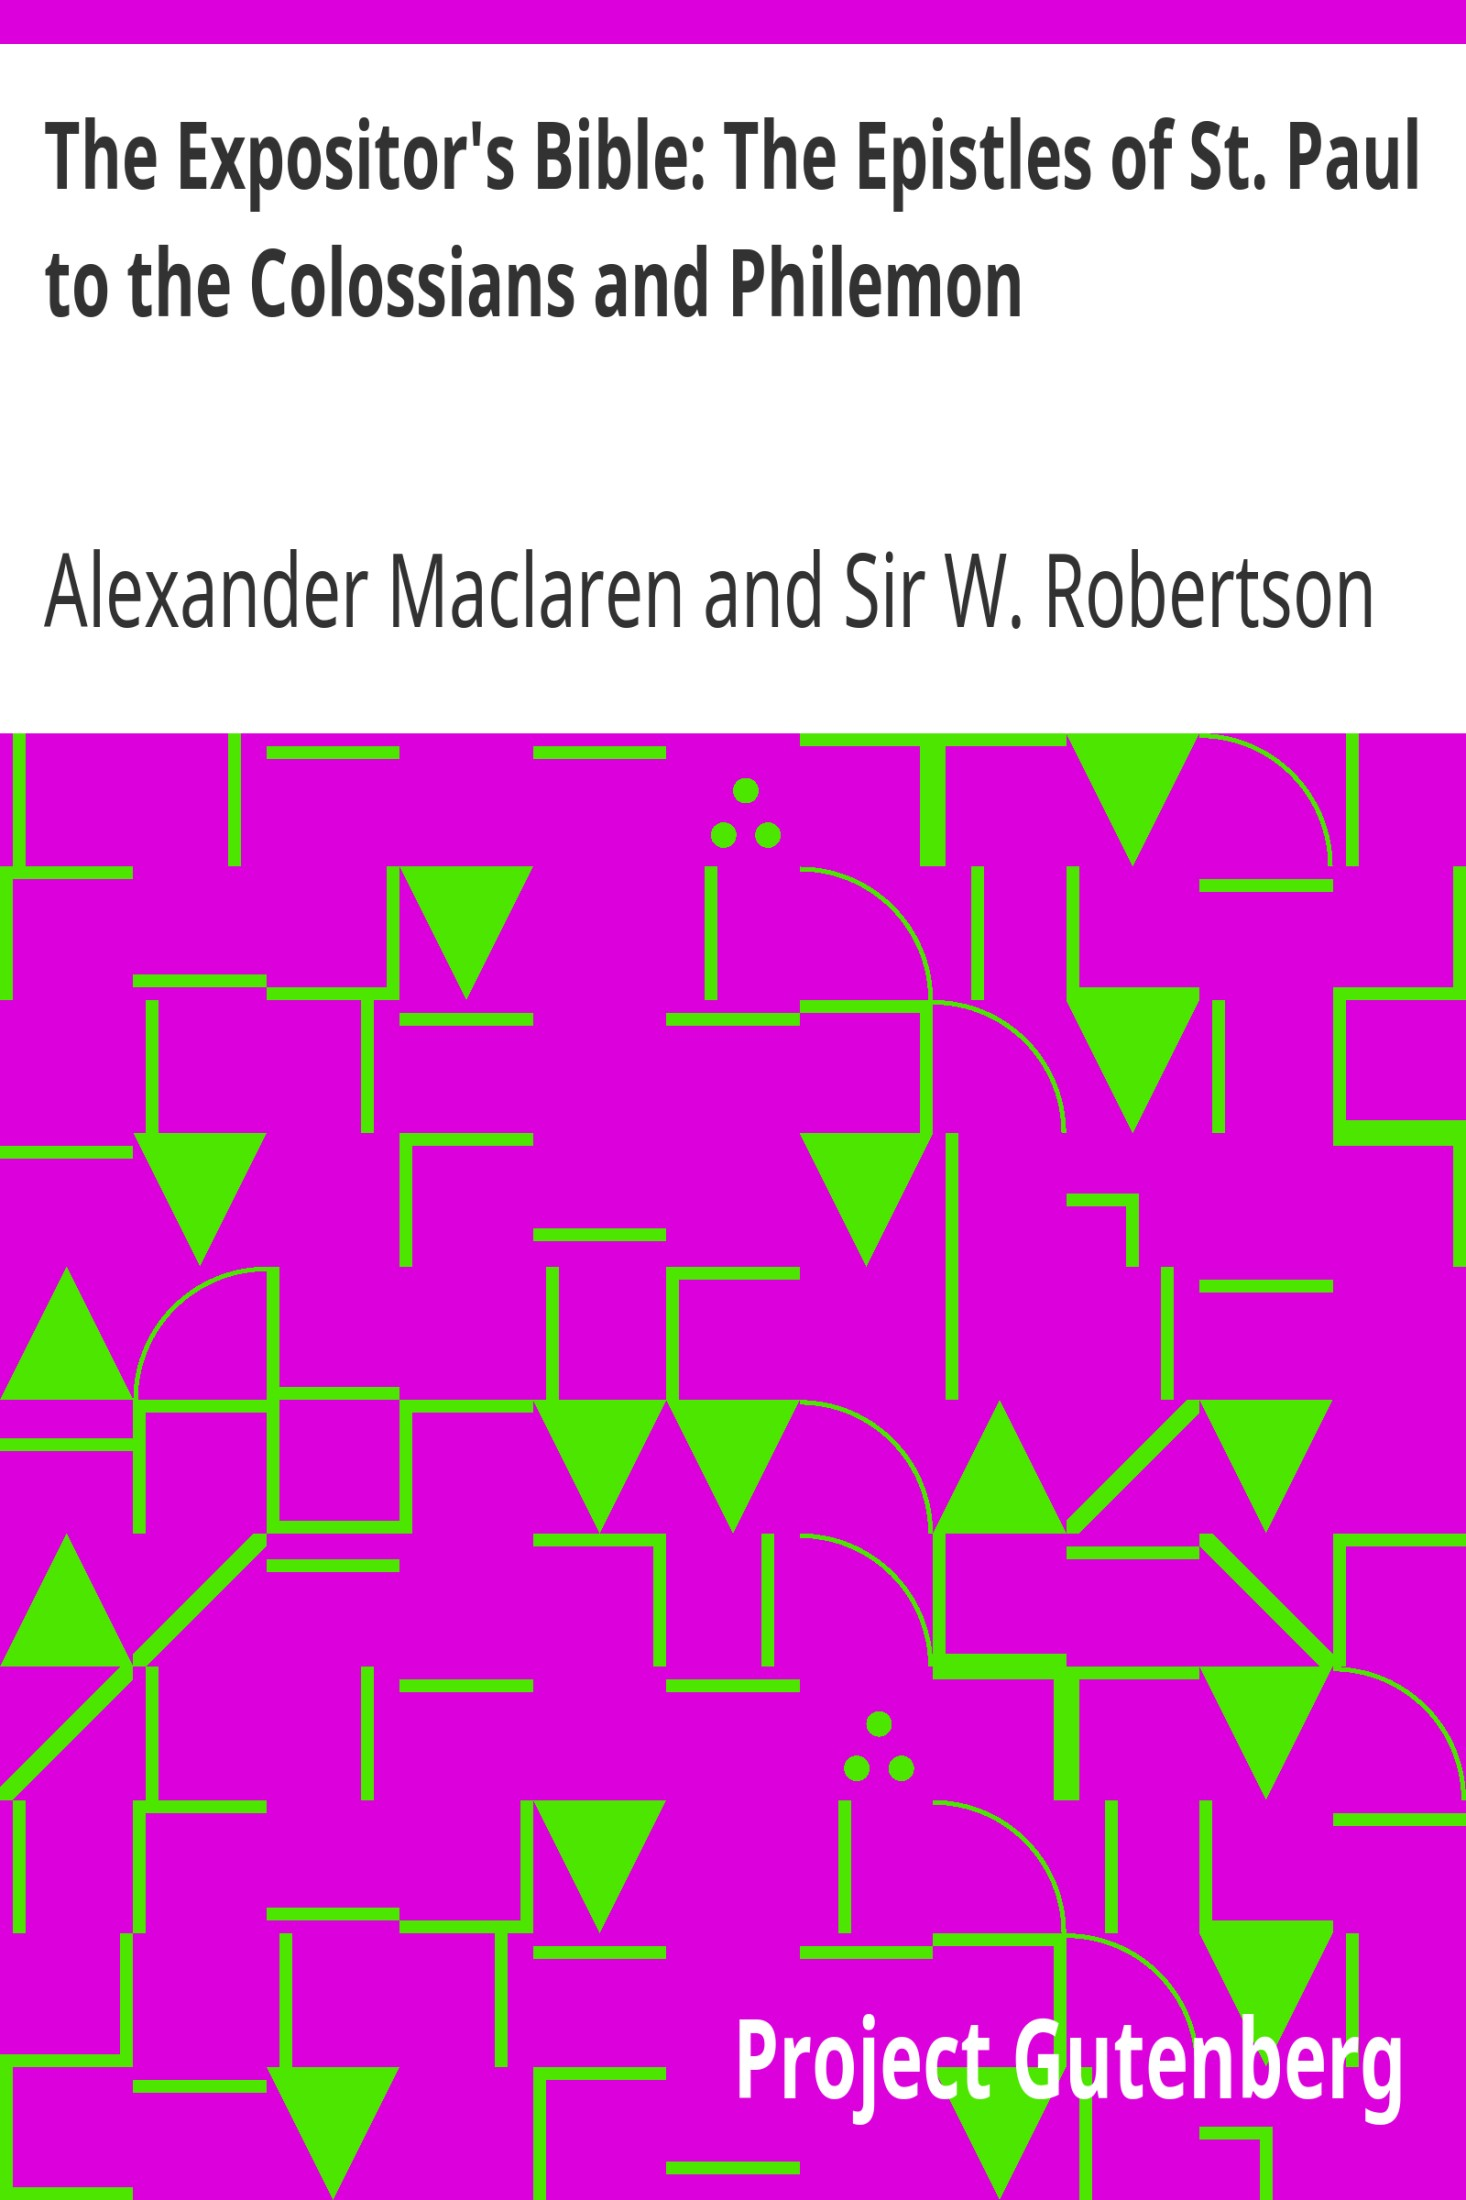 The Expositor's Bible: The Epistles of St. Paul
to the Colossians and Philemon
Alexander Maclaren and Sir W. Robertson
Project Gutenberg